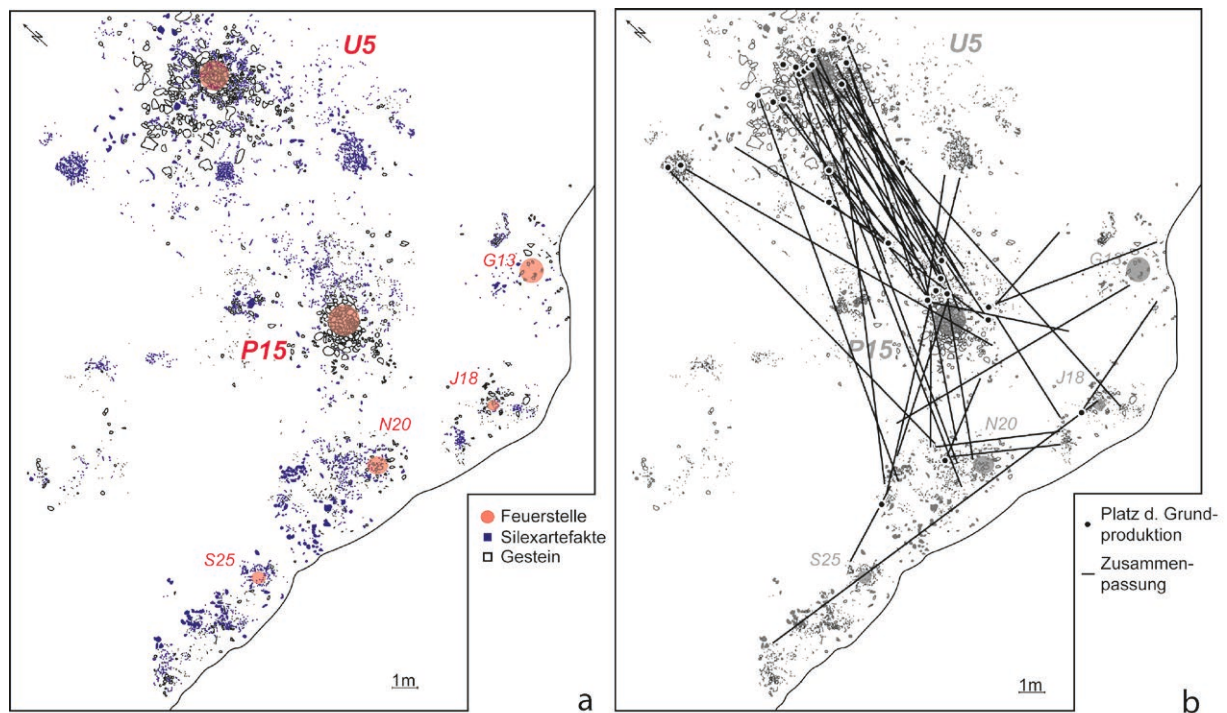 N
U5
G13
P15
J18
N20
Feuerstelle
Silexartefakte
Gestein
S25
1m
a
N
U5
G13
P15
J18
N20
Platz d. Grund-
produktion
Zusammen-
passung
S25
1m
b